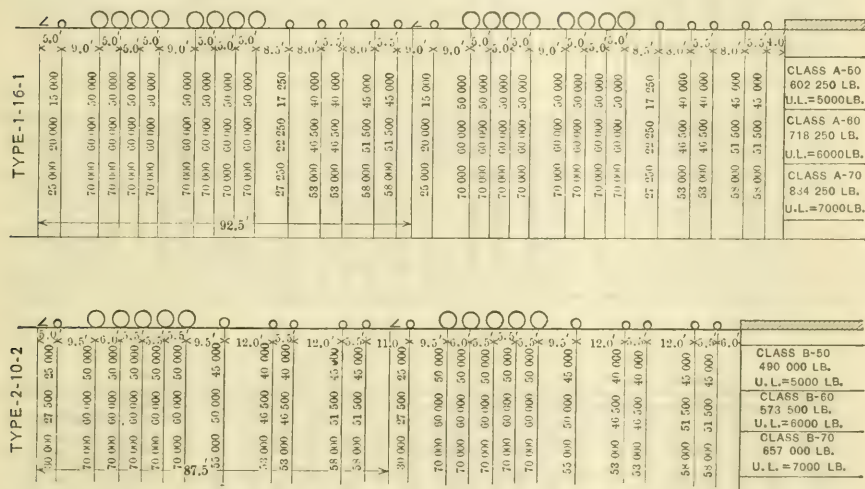 5.0' 9.0' 5.0' 5.0' 5.0' 9.0' 5.0' 5.0' 5.0' 8.5' 8.0' 8.0' 9.0' 9.0' 5.0' 5.0' 5.0' 9.0' 5.0' 5.0' 5.0' 8.5' 8.0' 4.0'
TYPE-1-16-1
15 000 50 000 50 000 50 000 50 000 50 000 50 000 50 000 50 000 17 250 40 000 40 000 45 000 45 000 15 000 50 000 50 000 50 000 50 000 50 000 50 000 50 000 50 000 17 250 40 000 40 000 45 000 45 000
20 000 60 000 60 000 60 000 60 000 60 000 60 000 60 000 60 000 22 250 46 500 46 500 51 500 51 500 20 000 60 000 60 000 60 000 60 000 60 000 60 000 60 000 60 000 22 250 46 500 46 500 51 500 51 500
25 000 70 000 70 000 70 000 70 000 70 000 70 000 70 000 70 000 27 250 53 000 53 000 58 000 58 000 25 000 70 000 70 000 70 000 70 000 70 000 70 000 70 000 70 000 27 250 53 000 53 000 58 000 58 000
92.5'
CLASS A-50
602 250 LB.
U.L.=5000LB.
CLASS A-60
718 250 LB.
U.L.=6000LB.
CLASS A-70
834 250 LB.
U.L.=7000LB.
5.0' 9.5' 6.0' 5.5' 5.5' 5.5' 9.5' 12.0' 5.5' 12.0' 5.5' 11.0' 9.5' 6.0' 5.5' 5.5' 5.5' 9.5' 12.0' 5.5' 12.0' 5.5' 6.0'
TYPE-2-10-2
25 000 50 000 50 000 50 000 50 000 50 000 45 000 40 000 40 000 45 000 45 000 25 000 50 000 50 000 50 000 50 000 50 000 45 000 40 000 40 000 45 000 45 000
27 500 60 000 60 000 60 000 60 000 60 000 50 000 46 500 46 500 51 500 51 500 27 500 60 000 60 000 60 000 60 000 60 000 50 000 46 500 46 500 51 500 51 500
30 000 70 000 70 000 70 000 70 000 70 000 55 000 53 000 53 000 58 000 58 000 30 000 70 000 70 000 70 000 70 000 70 000 55 000 53 000 53 000 58 000 58 000
87.5'
CLASS B-50
490 000 LB.
U.L.=5000 LB.
CLASS B-60
573 500 LB.
U.L.=6000 LB.
CLASS B-70
657 000 LB.
U.L.=7000 LB.